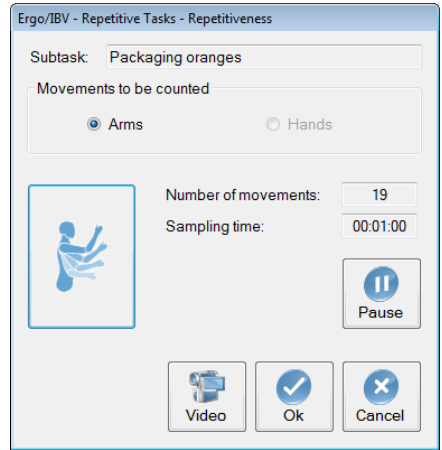 Ergo/IBV - Repetitive Tasks - Repetitiveness
Subtask: Packaging oranges
Movements to be counted
Arms Hands
Number of movements: 19
Sampling time: 00:01:00
Pause
Video Ok Cancel